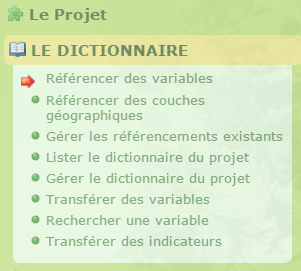 Le Projet
LE DICTIONNAIRE
Référencer des variables
Référencer des couches
géographiques
Gérer les référencements existants
Lister le dictionnaire du projet
Gérer le dictionnaire du projet
Transférer des variables
Rechercher une variable
Transférer des indicateurs